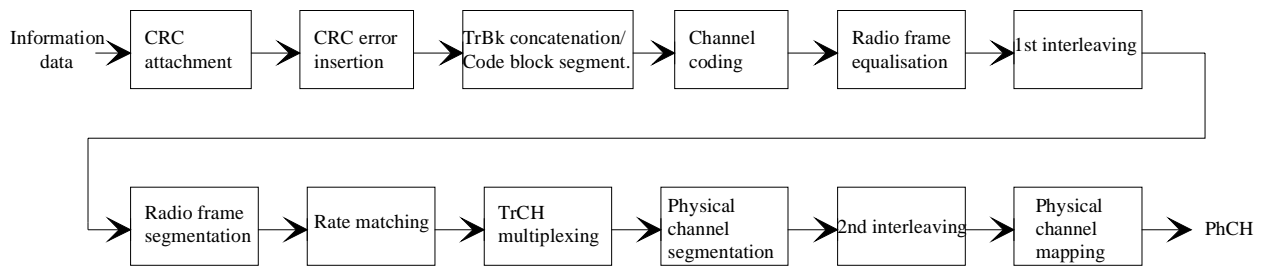 Information
data
CRC
attachment
CRC error
insertion
TrBk concatenation/
Code block segment.
Channel
coding
Radio frame
equalisation
1st interleaving
Radio frame
segmentation
Rate matching
TrCH
multiplexing
Physical
channel
segmentation
2nd interleaving
Physical
channel
mapping
PhCH